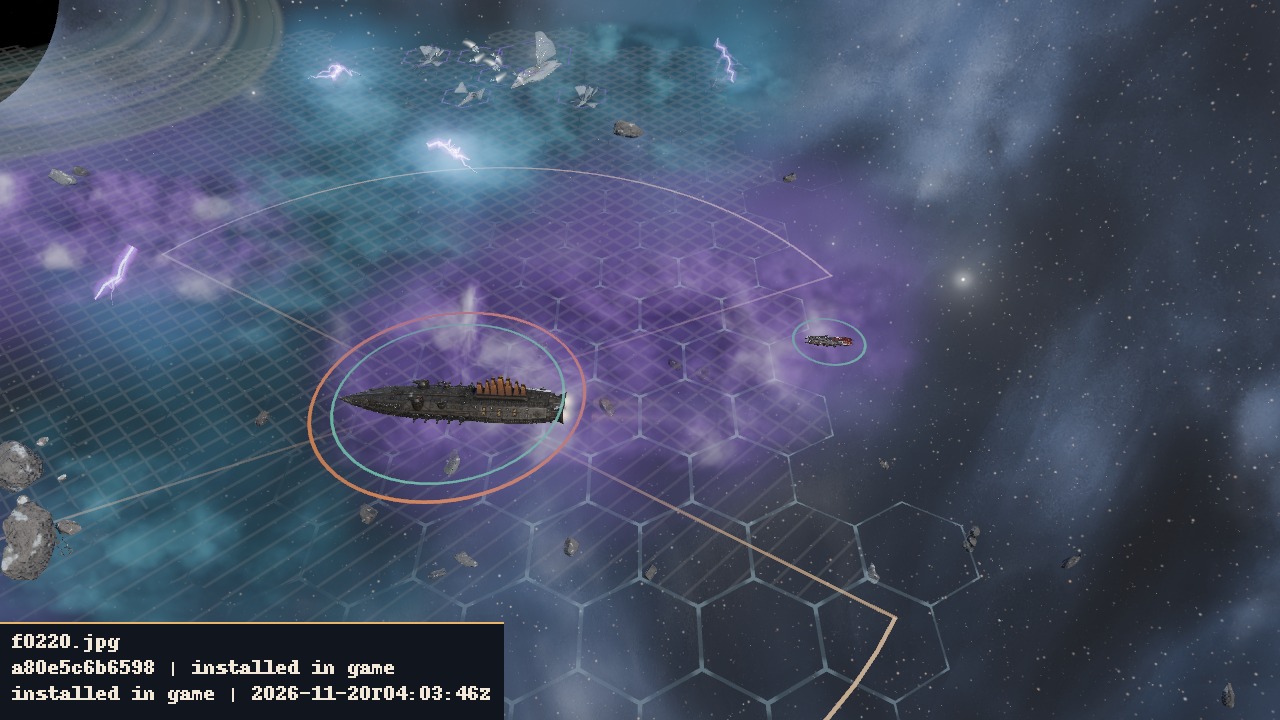 f0220.jpg
a80e5c6b6598 | installed in game
installed in game | 2026-11-20T04:03:46Z